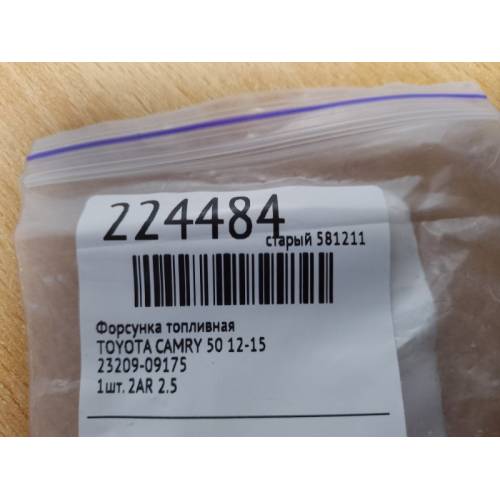 224484
старый 581211
Форсунка топливная
TOYOTA CAMRY 50 12-15
23209-09175
1шт. 2AR 2.5